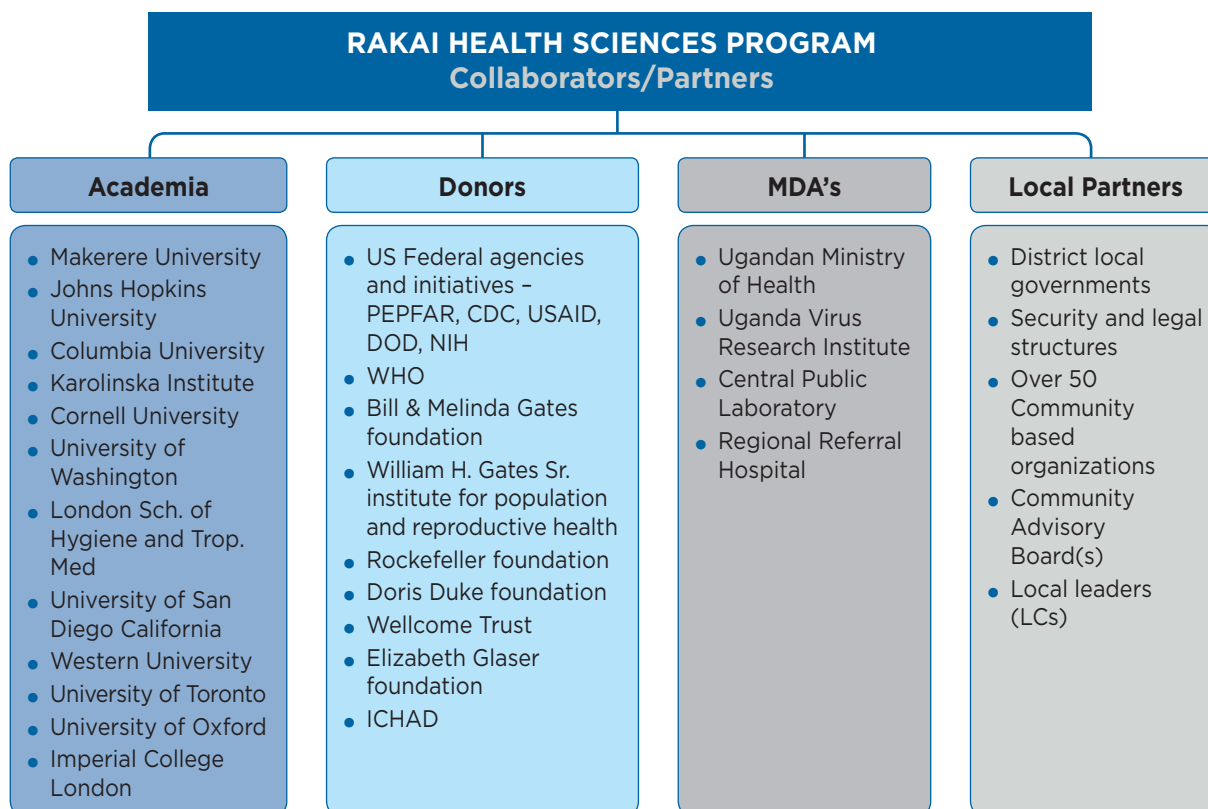 RAKAI HEALTH SCIENCES PROGRAM
Collaborators/Partners
Academia
• Makerere University
• Johns Hopkins
University
• Columbia University
• Karolinska Institute
• Cornell University
• University of
Washington
• London Sch. of
Hygiene and Trop.
Med
• University of San
Diego California
• Western University
• University of Toronto
• University of Oxford
• Imperial College
London
Donors
• US Federal agencies
and initiatives –
PEPFAR, CDC, USAID,
DOD, NIH
• WHO
• Bill & Melinda Gates
foundation
• William H. Gates Sr.
institute for population
and reproductive health
• Rockefeller foundation
• Doris Duke foundation
• Wellcome Trust
• Elizabeth Glaser
foundation
• ICHAD
MDA's
• Ugandan Ministry
of Health
• Uganda Virus
Research Institute
• Central Public
Laboratory
• Regional Referral
Hospital
Local Partners
• District local
governments
• Security and legal
structures
• Over 50
Community
based
organizations
• Community
Advisory
Board(s)
• Local leaders
(LCs)